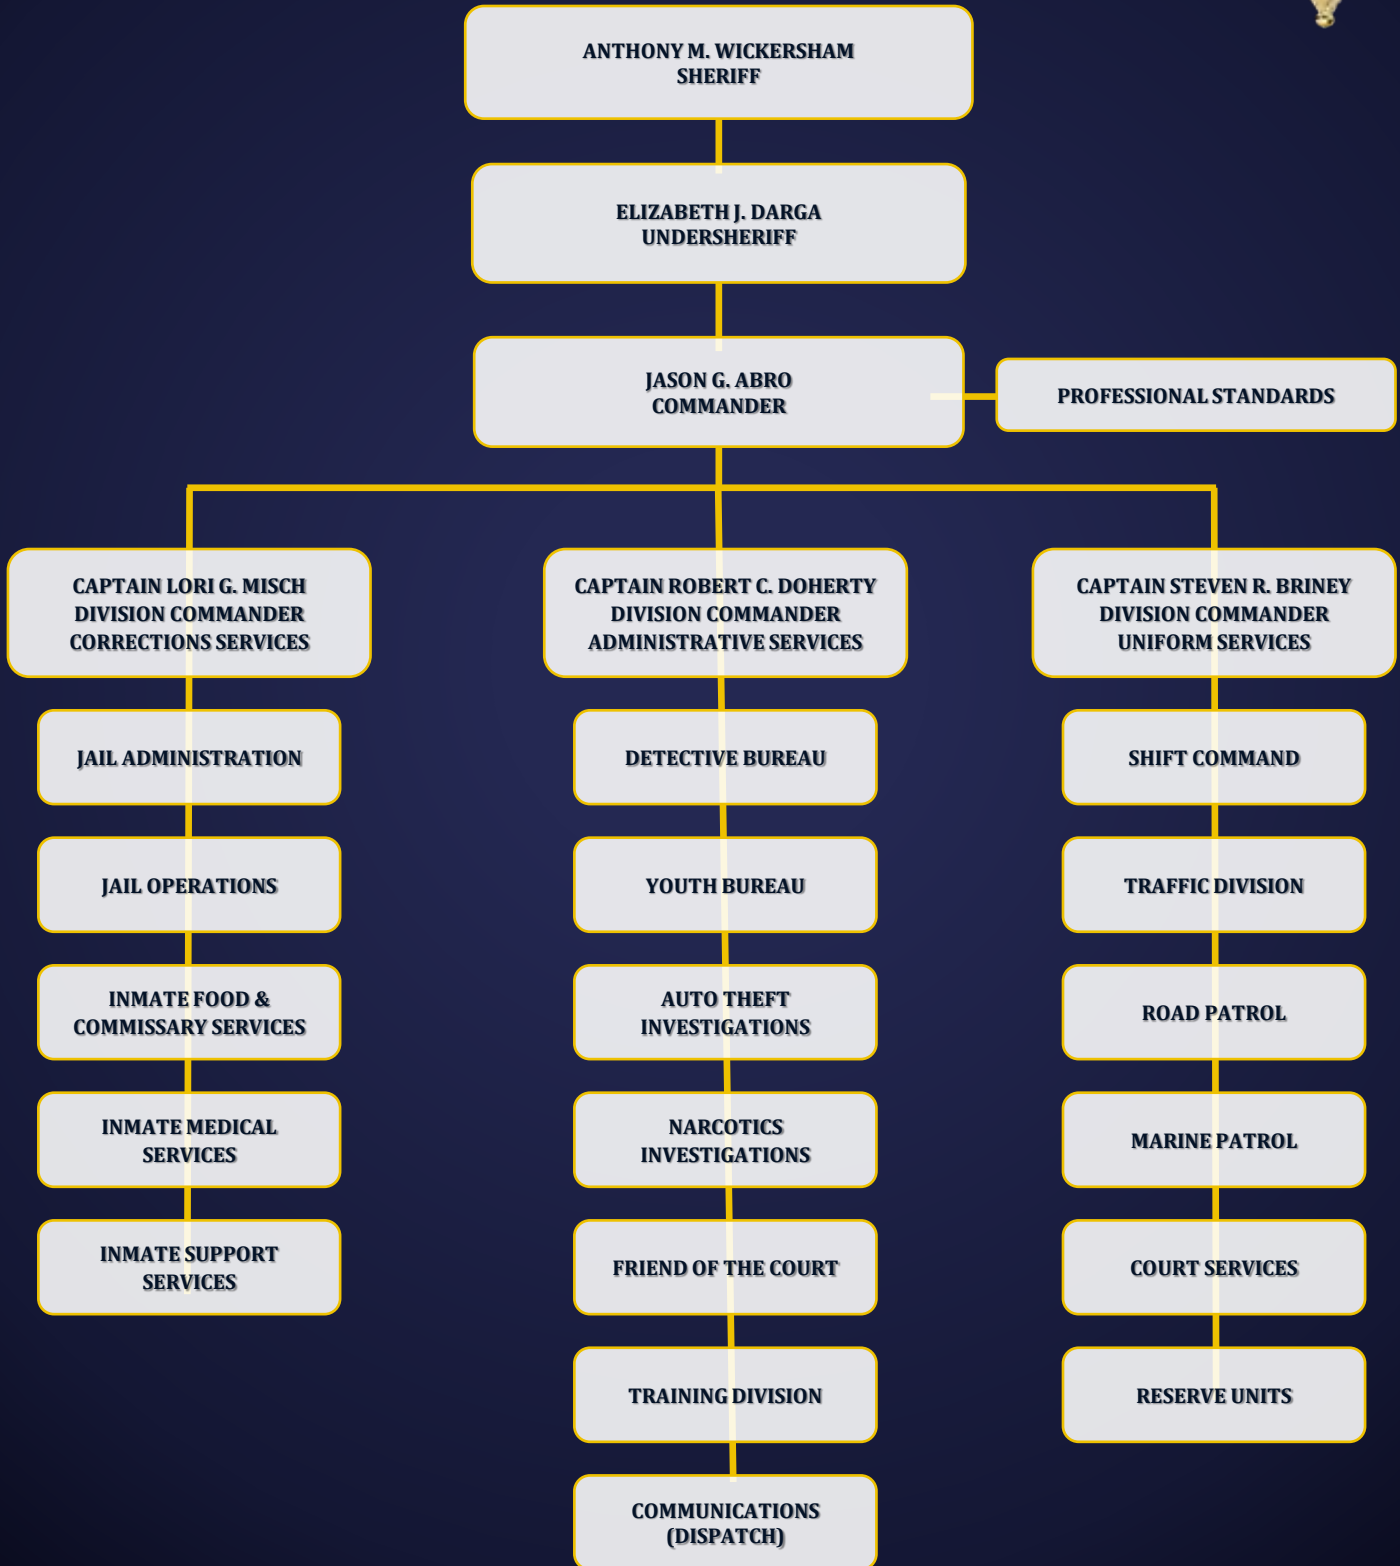 ANTHONY M. WICKERSHAM
SHERIFF
ELIZABETH J. DARGA
UNDERSHERIFF
JASON G. ABRO
COMMANDER
PROFESSIONAL STANDARDS
CAPTAIN LORI G. MISCH
DIVISION COMMANDER
CORRECTIONS SERVICES
JAIL ADMINISTRATION
JAIL OPERATIONS
INMATE FOOD &
COMMISSARY SERVICES
INMATE MEDICAL
SERVICES
INMATE SUPPORT
SERVICES
CAPTAIN ROBERT C. DOHERTY
DIVISION COMMANDER
ADMINISTRATIVE SERVICES
DETECTIVE BUREAU
YOUTH BUREAU
AUTO THEFT
INVESTIGATIONS
NARCOTICS
INVESTIGATIONS
FRIEND OF THE COURT
TRAINING DIVISION
COMMUNICATIONS
(DISPATCH)
CAPTAIN STEVEN R. BRINEY
DIVISION COMMANDER
UNIFORM SERVICES
SHIFT COMMAND
TRAFFIC DIVISION
ROAD PATROL
MARINE PATROL
COURT SERVICES
RESERVE UNITS